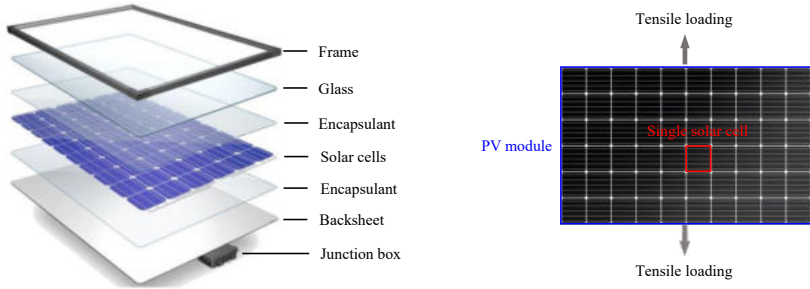 Frame
Glass
Encapsulant
Solar cells
Encapsulant
Backsheet
Junction box
Tensile loading
Single solar cell
PV module
Tensile loading